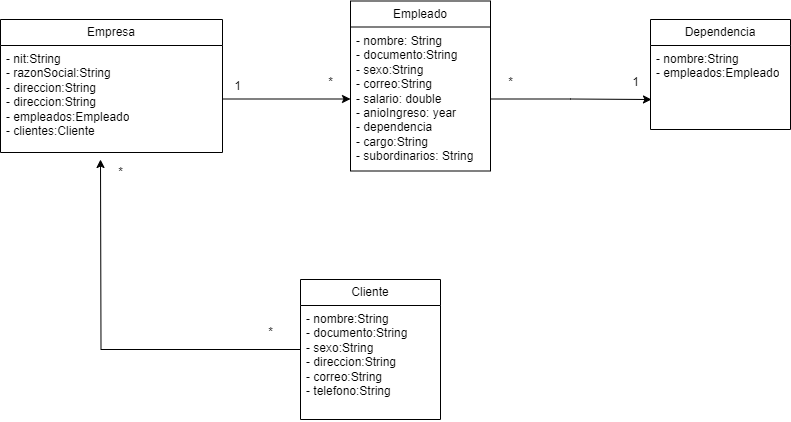 Empresa
- nit:String
- razonSocial:String
- direccion:String
- direccion:String
- empleados:Empleado
- clientes:Cliente
1
*
Empleado
- nombre: String
- documento:String
- sexo:String
- correo:String
- salario: double
- anioIngreso: year
- dependencia
- cargo:String
- subordinarios: String
*
1
Dependencia
- nombre:String
- empleados:Empleado
*
*
Cliente
- nombre:String
- documento:String
- sexo:String
- direccion:String
- correo:String
- telefono:String